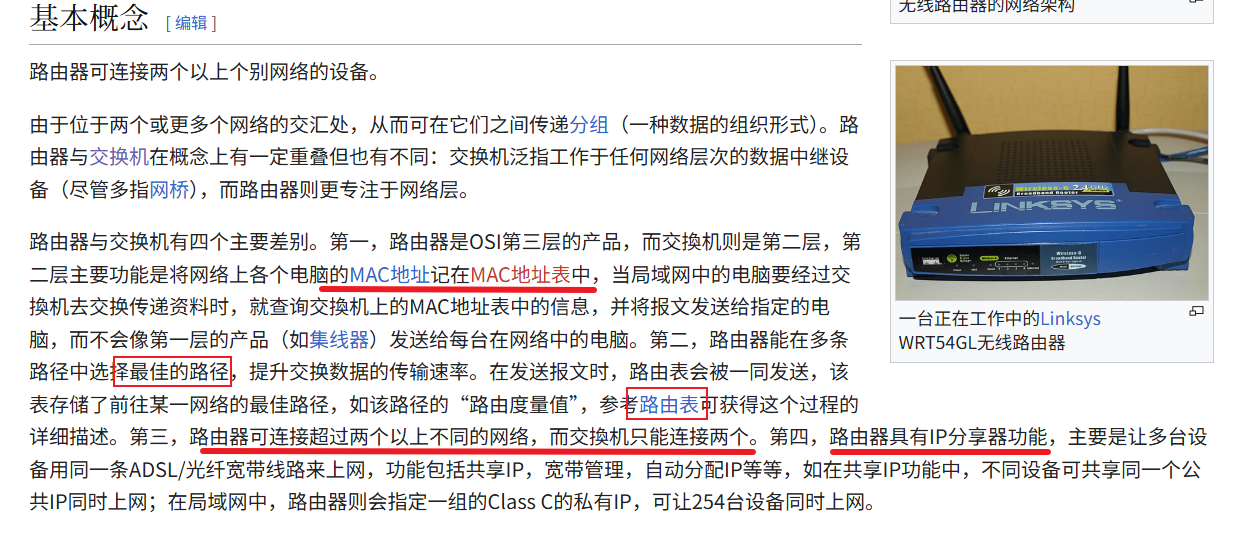 基本概念 [ 编辑 ]
无线路由器的网络架构
路由器可连接两个以上个别网络的设备。
由于位于两个或更多个网络的交汇处，从而可在它们之间传递分组（一种数据的组织形式）。路
由器与交换机在概念上有一定重叠但也有不同：交换机泛指工作于任何网络层次的数据中继设
备（尽管多指网桥），而路由器则更专注于网络层。
路由器与交换机有四个主要差别。第一，路由器是OSI第三层的产品，而交換机则是第二层，第
二层主要功能是将网络上各个电脑的MAC地址记在MAC地址表中，当局域网中的电脑要经过交
换机去交换传递资料时，就查询交换机上的MAC地址表中的信息，并将报文发送给指定的电
脑，而不会像第一层的产品（如集线器）发送给每台在网络中的电脑。第二，路由器能在多条
路径中选择最佳的路径，提升交换数据的传输速率。在发送报文时，路由表会被一同发送，该
表存储了前往某一网络的最佳路径，如该路径的“路由度量值”，参考路由表可获得这个过程的
详细描述。第三，路由器可连接超过两个以上不同的网络，而交换机只能连接两个。第四，路由器具有IP分享器功能，主要是让多台设
备用同一条ADSL/光纤宽带线路来上网，功能包括共享IP，宽带管理，自动分配IP等等，如在共享IP功能中，不同设备可共享同一个公
共IP同时上网；在局域网中，路由器则会指定一组的Class C的私有IP，可让254台设备同时上网。
Wireless-G 2.4GHz
Broadband Router
LINKSYS®
一台正在工作中的Linksys
WRT54GL无线路由器